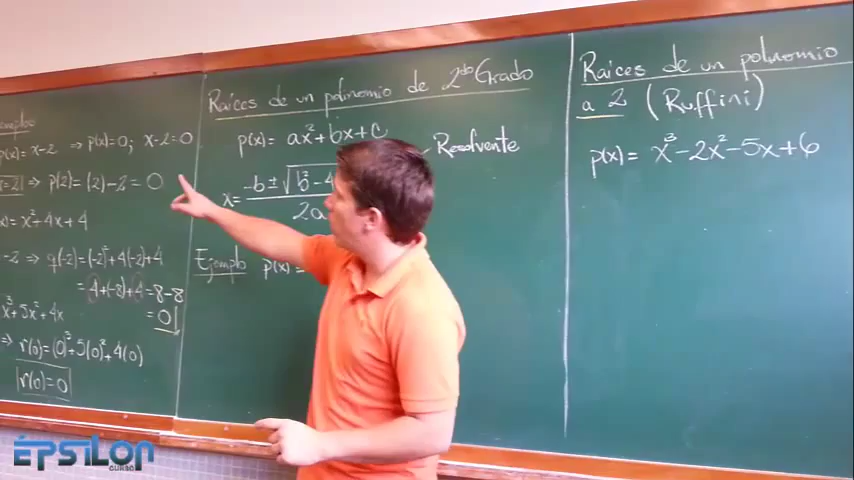 p(x)= x-2 ⇒ p(x)=0; x-2=0
x=2 ⇒ p(2)=(2)-2=0
x²+4x+4
-2 ⇒ q(-2)=(-2)²+4(-2)+4
= 4+(-8)+4=8-8
=0
x³+5x²+4x
⇒ r(0)=(0)³+5(0)²+4(0)
r(0)=0
Raíces de un polinomio de 2do Grado
p(x)= ax²+bx+c
Resolvente
x= -b±√b²-4
2a
Ejemplo p(x)=
Raíces de un polinomio
a 2 (Ruffini)
p(x)= x³-2x²-5x+6
EPSILON
CURSO